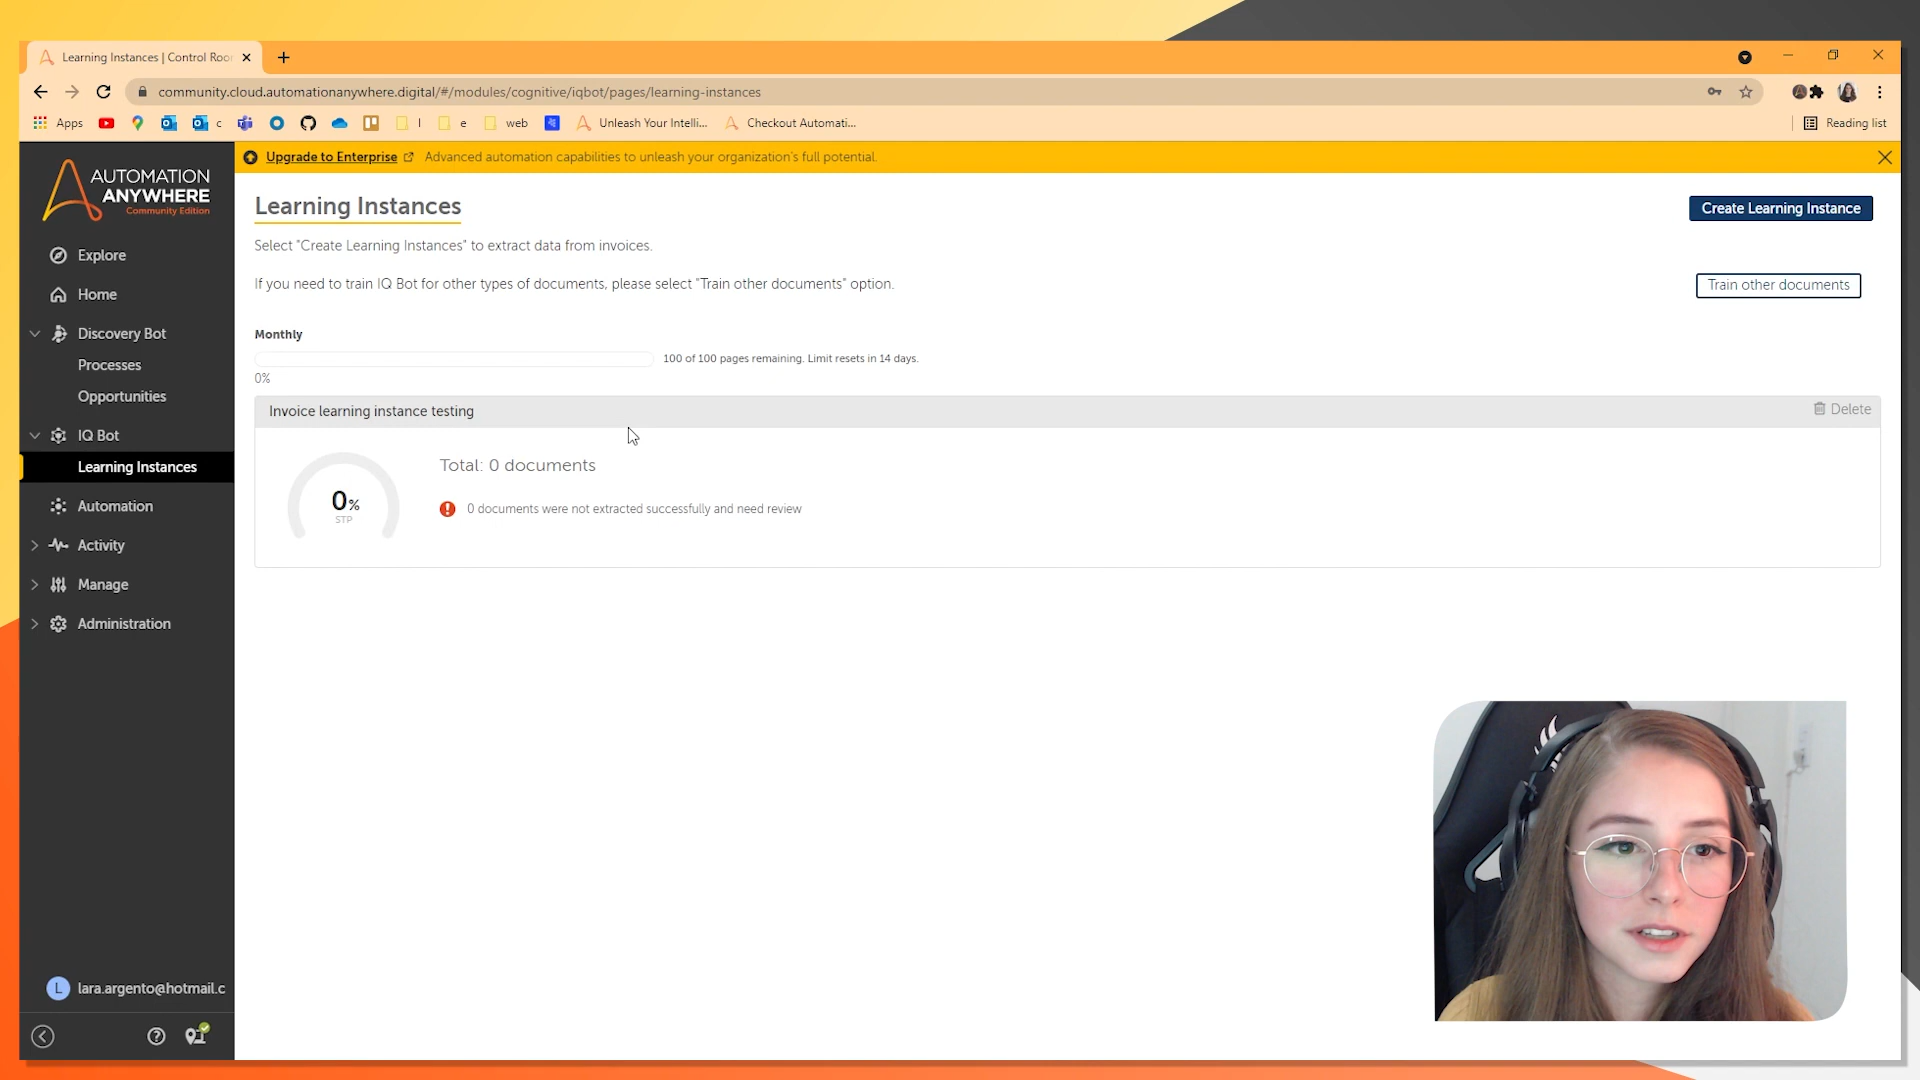 Learning Instances | Control Roo
community.cloud.automationanywhere.digital/#/modules/cognitive/iqbot/pages/learning-instances
Apps
c
l
e
web
Unleash Your Intelli...
Checkout Automati...
Reading list
AUTOMATION
ANYWHERE
Community Edition
Upgrade to Enterprise
Advanced automation capabilities to unleash your organization's full potential.
Explore
Home
Discovery Bot
Processes
Opportunities
IQ Bot
Learning Instances
Automation
Activity
Manage
Administration
L
lara.argento@hotmail.c
Learning Instances
Create Learning Instance
Select "Create Learning Instances" to extract data from invoices.
If you need to train IQ Bot for other types of documents, please select "Train other documents" option.
Train other documents
Monthly
100 of 100 pages remaining. Limit resets in 14 days.
0%
Invoice learning instance testing
Delete
0%
STP
Total: 0 documents
0 documents were not extracted successfully and need review